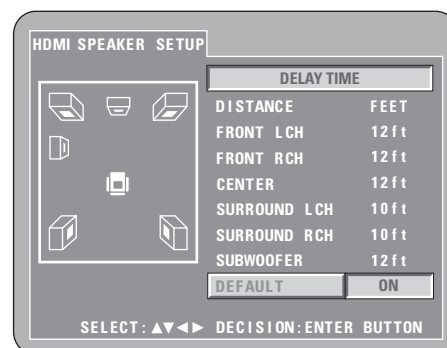 HDMI SPEAKER SETUP
DELAY TIME
DISTANCE FEET
FRONT LCH 12ft
FRONT RCH 12ft
CENTER 12ft
SURROUND LCH 10ft
SURROUND RCH 10ft
SUBWOOFER 12ft
DEFAULT ON
SELECT:▲▼◀▶ DECISION:ENTER BUTTON